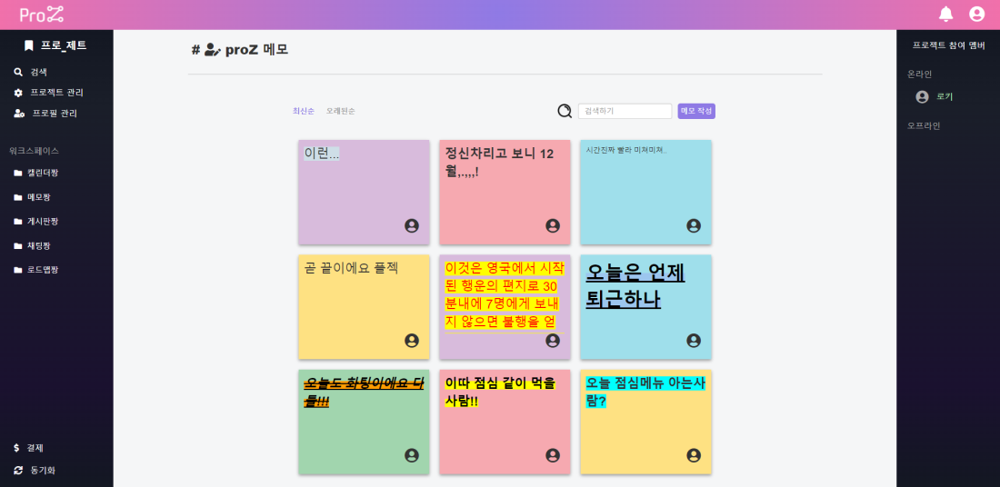 ProZ
프로_제트
검색
프로젝트 관리
프로필 관리
워크스페이스
캘린더짱
메모짱
게시판짱
채팅짱
로드맵짱
결제
동기화
# proZ 메모
최신순 오래된순
검색하기
메모 작성
이런...
정신차리고 보니 12
월,.,,,!
시간진짜 빨라 미쳐미쳐..
곧 끝이에요 플젝
이것은 영국에서 시작
된 행운의 편지로 30
분내에 7명에게 보내
지 않으면 불행을 얻
오늘은 언제
퇴근하나
오늘도 화팅이에요 다
들!!!
이따 점심 같이 먹을
사람!!
오늘 점심메뉴 아는사
람?
프로젝트 참여 멤버
온라인
로키
오프라인